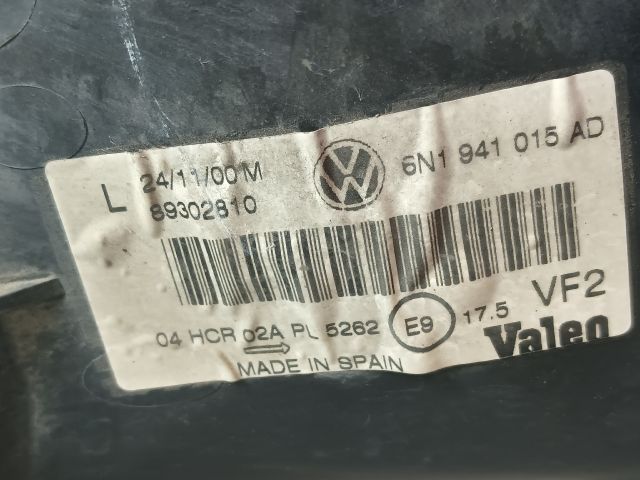 L 24/11/00 M VW 6N1 941 015 AD
89302810
04 HCR 02A PL 5262 E9 17.5 VF2
MADE IN SPAIN Valeo